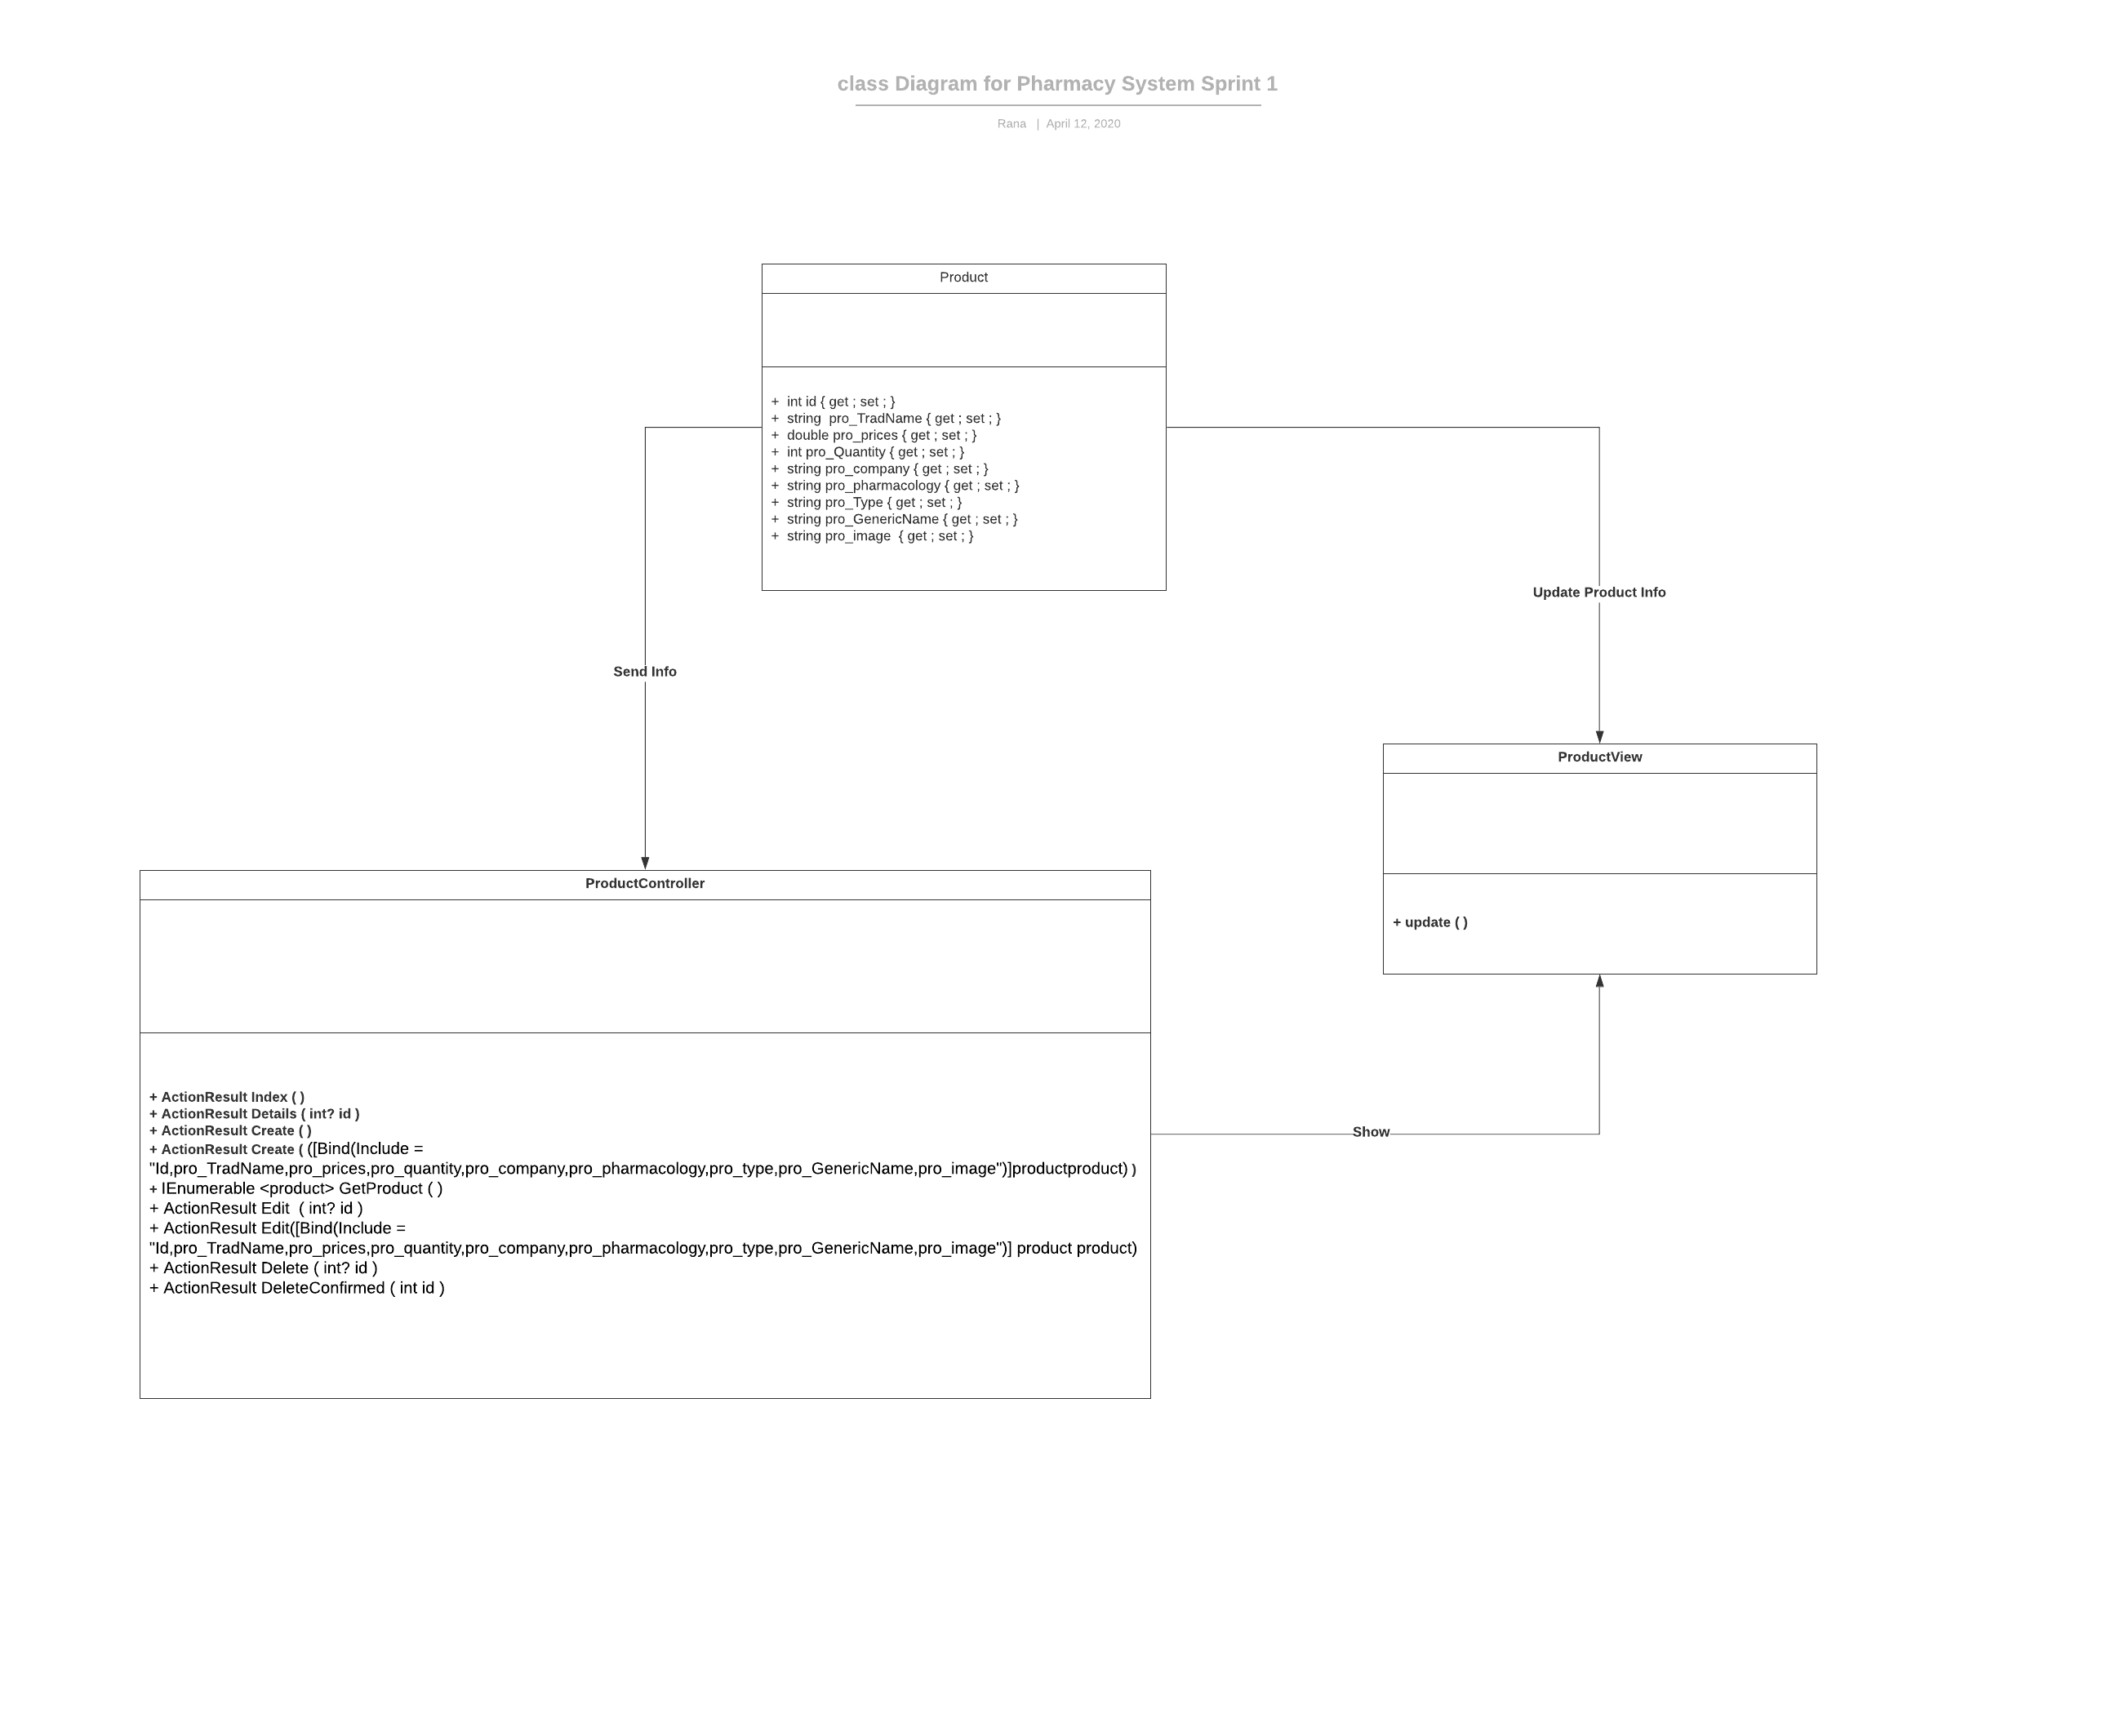 class Diagram for Pharmacy System Sprint 1
Rana | April 12, 2020
Product
+ int id { get ; set ; }
+ string pro_TradName { get ; set ; }
+ double pro_prices { get ; set ; }
+ int pro_Quantity { get ; set ; }
+ string pro_company { get ; set ; }
+ string pro_pharmacology { get ; set ; }
+ string pro_Type { get ; set ; }
+ string pro_GenericName { get ; set ; }
+ string pro_image { get ; set ; }
Update Product Info
Send Info
ProductView
+ update ( )
ProductController
+ ActionResult Index ( )
+ ActionResult Details ( int? id )
+ ActionResult Create ( )
+ ActionResult Create ( ([Bind(Include =
"Id,pro_TradName,pro_prices,pro_quantity,pro_company,pro_pharmacology,pro_type,pro_GenericName,pro_image")]productproduct) )
+ IEnumerable <product> GetProduct ( )
+ ActionResult Edit ( int? id )
+ ActionResult Edit([Bind(Include =
"Id,pro_TradName,pro_prices,pro_quantity,pro_company,pro_pharmacology,pro_type,pro_GenericName,pro_image")] product product)
+ ActionResult Delete ( int? id )
+ ActionResult DeleteConfirmed ( int id )
Show